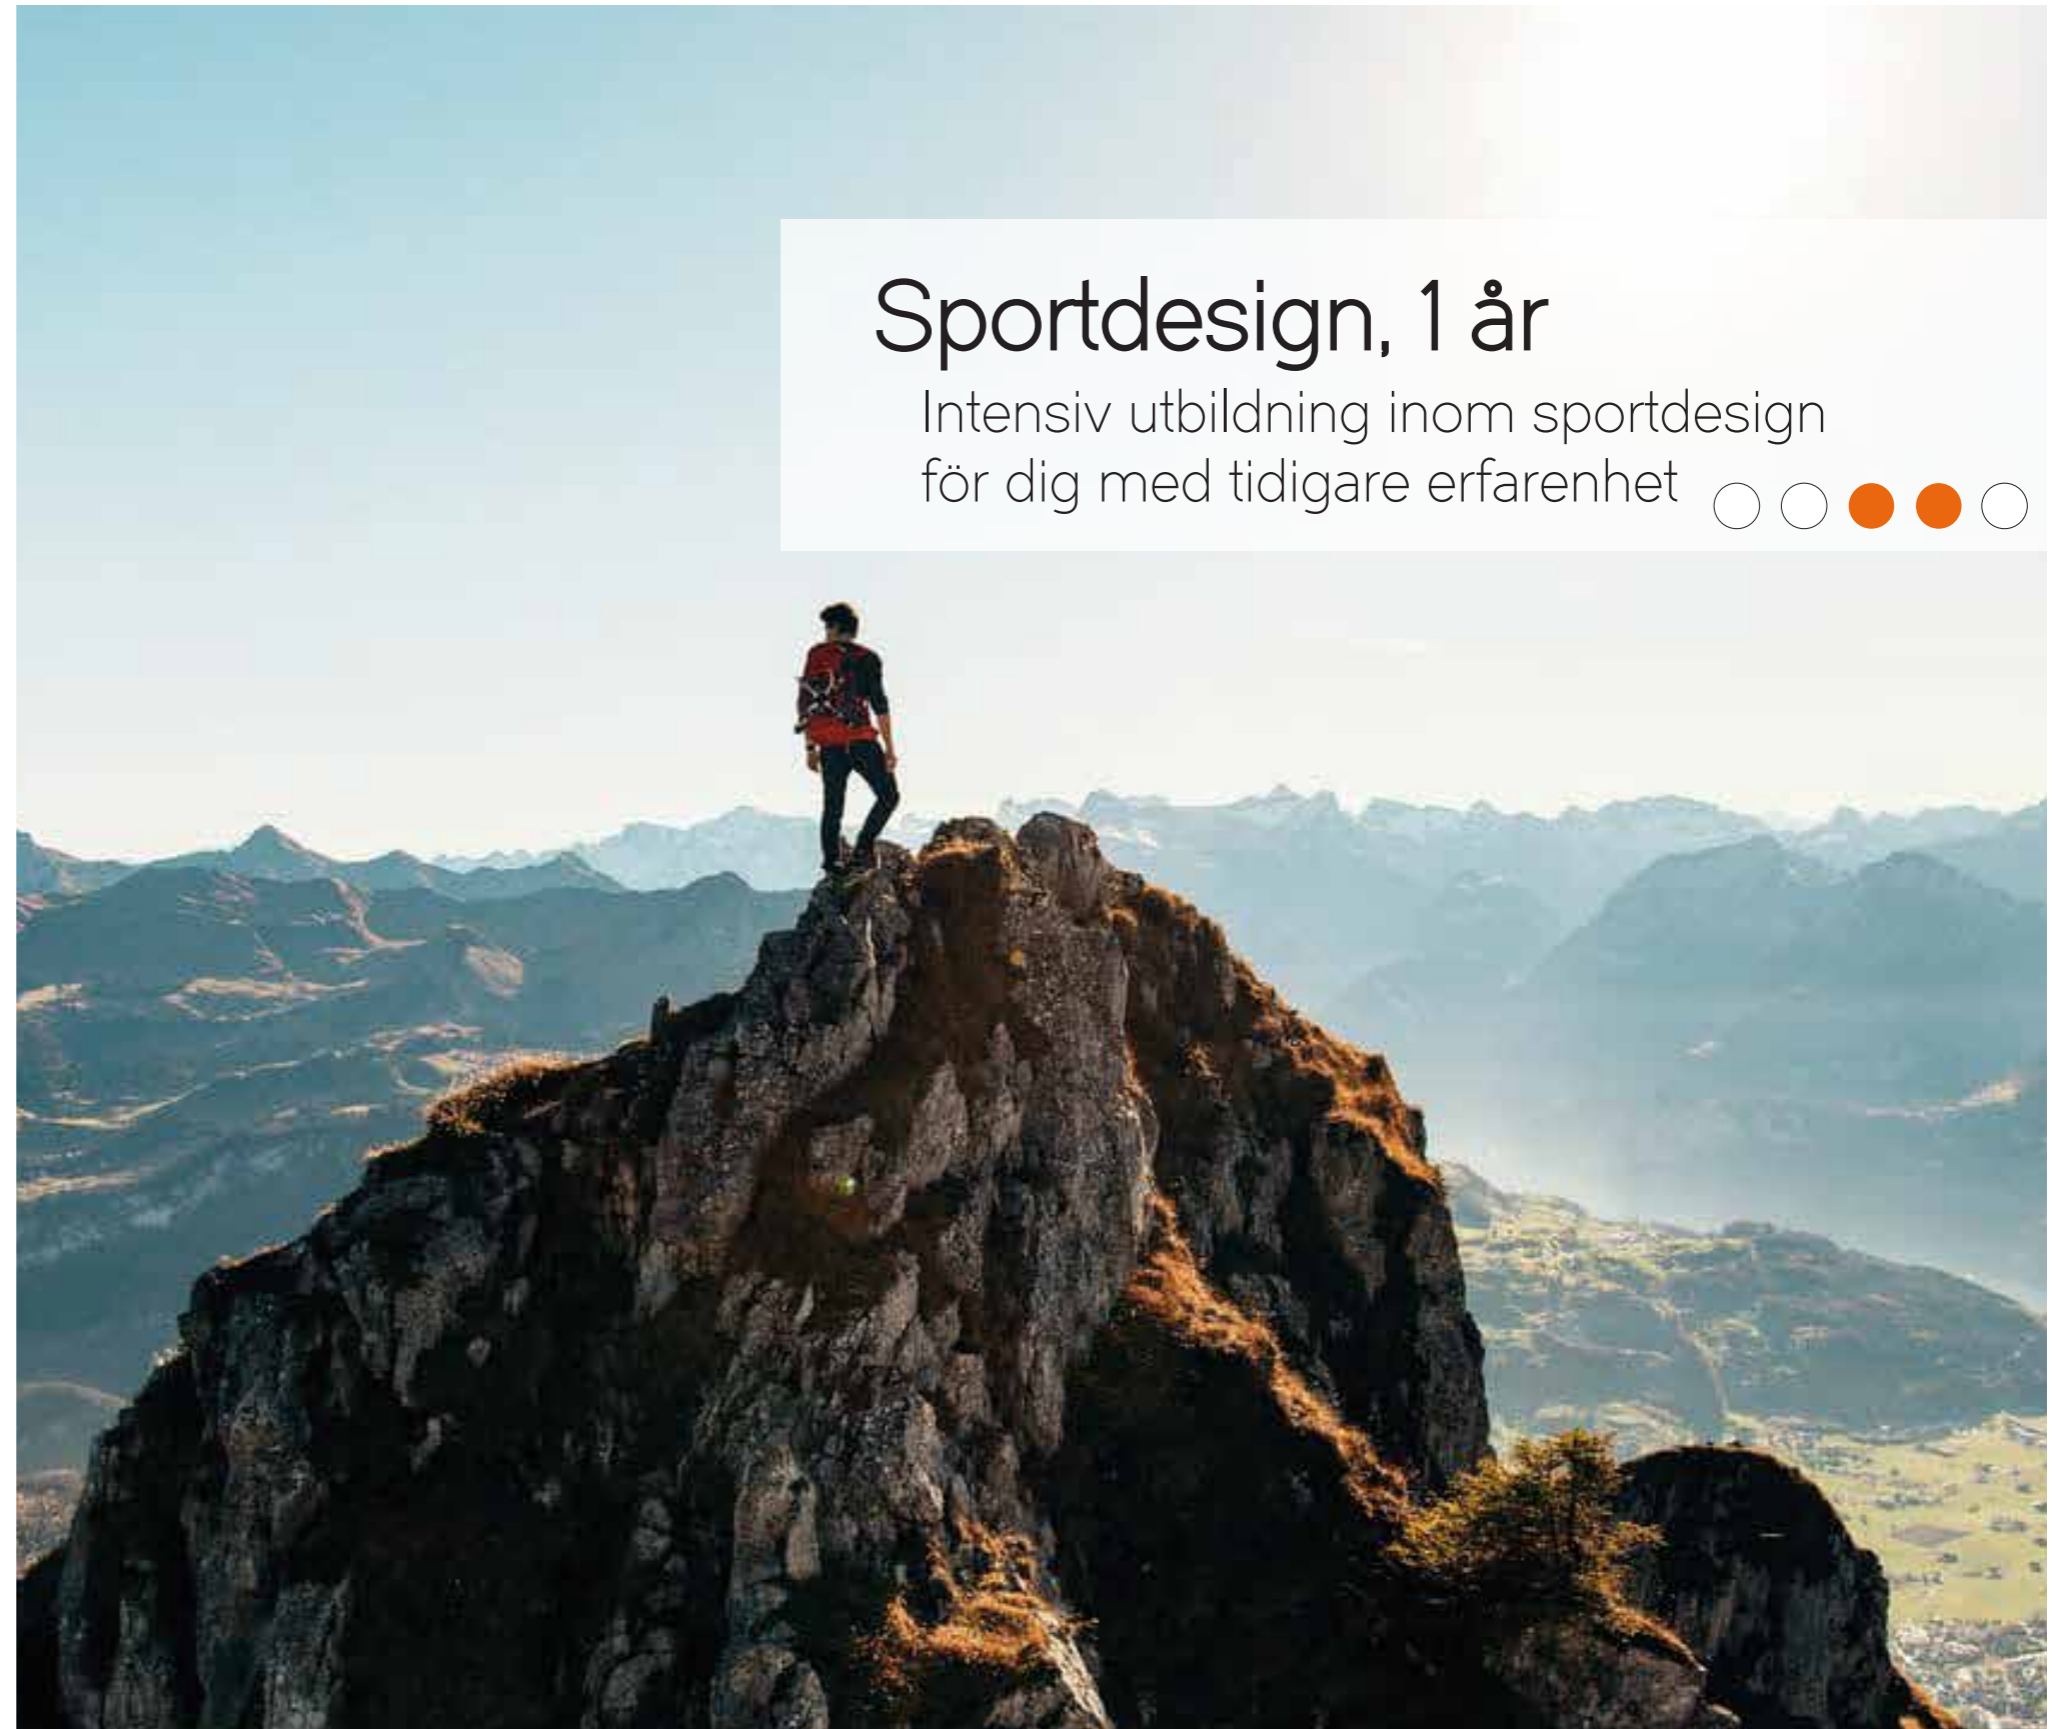 Sportdesign, 1 år
Intensiv utbildning inom sportdesign
för dig med tidigare erfarenhet